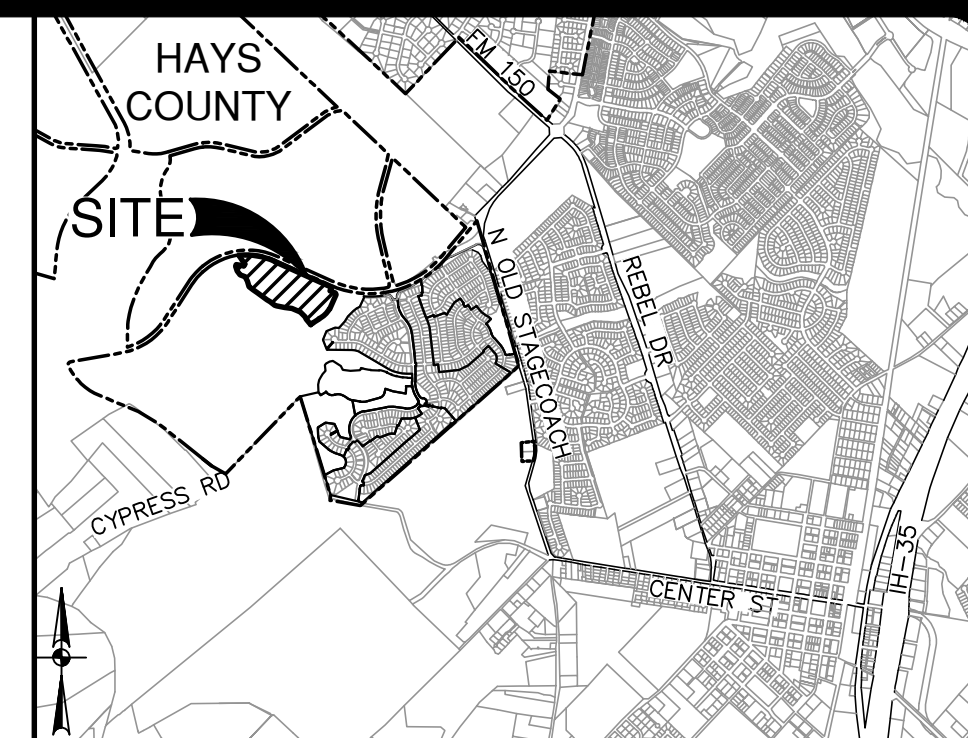 HAYS
COUNTY
FM 150
SITE
N OLD STAGECOACH
REBEL DR
CYPRESS RD
CENTER ST
IH-35